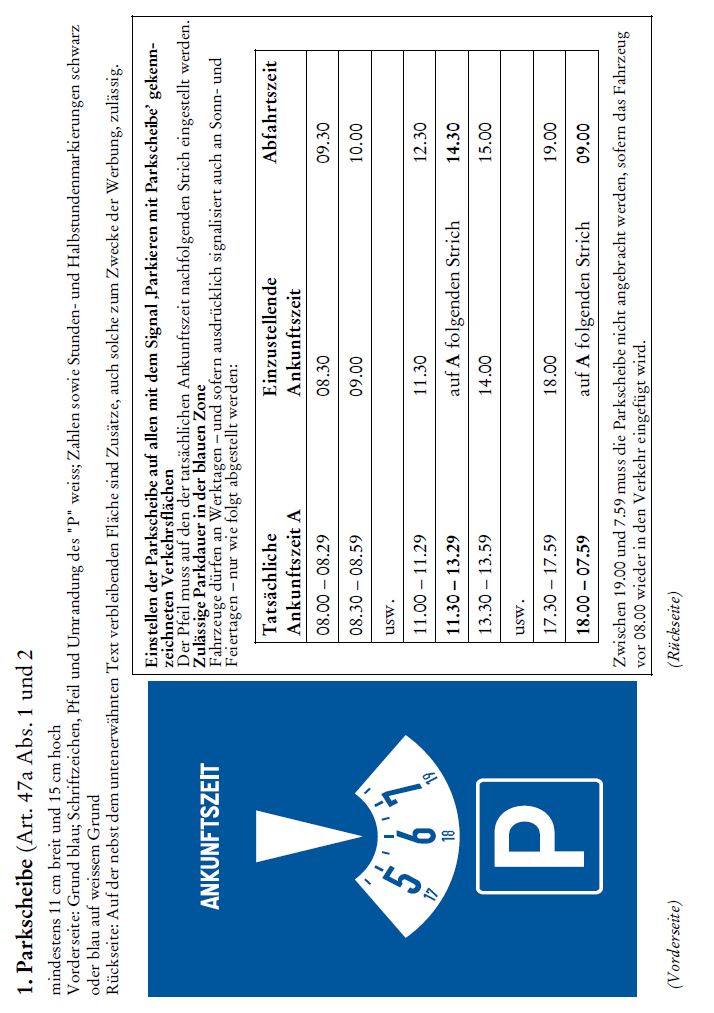 1. Parkscheibe (Art. 47a Abs. 1 und 2
mindestens 11 cm breit und 15 cm hoch
Vorderseite: Grund blau; Schriftzeichen, Pfeil und Umrandung des "P" weiss; Zahlen sowie Stunden- und Halbstundenmarkierungen schwarz
oder blau auf weissem Grund
Rückseite: Auf der nebst dem untenerwähnten Text verbleibenden Fläche sind Zusätze, auch solche zum Zwecke der Werbung, zulässig.
ANKUNFTSZEIT
5 6 7
17 18 19
P
(Vorderseite)
Einstellen der Parkscheibe auf allen mit dem Signal ‚Parkieren mit Parkscheibe’ gekenn-
zeichneten Verkehrsflächen
Der Pfeil muss auf den der tatsächlichen Ankunftszeit nachfolgenden Strich eingestellt werden.
Zulässige Parkdauer in der blauen Zone
Fahrzeuge dürfen an Werktagen – und sofern ausdrücklich signalisiert auch an Sonn- und
Feiertagen – nur wie folgt abgestellt werden:
Tatsächliche Ankunftszeit A Einzustellende Ankunftszeit Abfahrtszeit
08.00 – 08.29 08.30 09.30
08.30 – 08.59 09.00 10.00
usw.
11.00 – 11.29 11.30 12.30
11.30 – 13.29 auf A folgenden Strich 14.30
13.30 – 13.59 14.00 15.00
usw.
17.30 – 17.59 18.00 19.00
18.00 – 07.59 auf A folgenden Strich 09.00
Zwischen 19.00 und 7.59 muss die Parkscheibe nicht angebracht werden, sofern das Fahrzeug
vor 08.00 wieder in den Verkehr eingefügt wird.
(Rückseite)